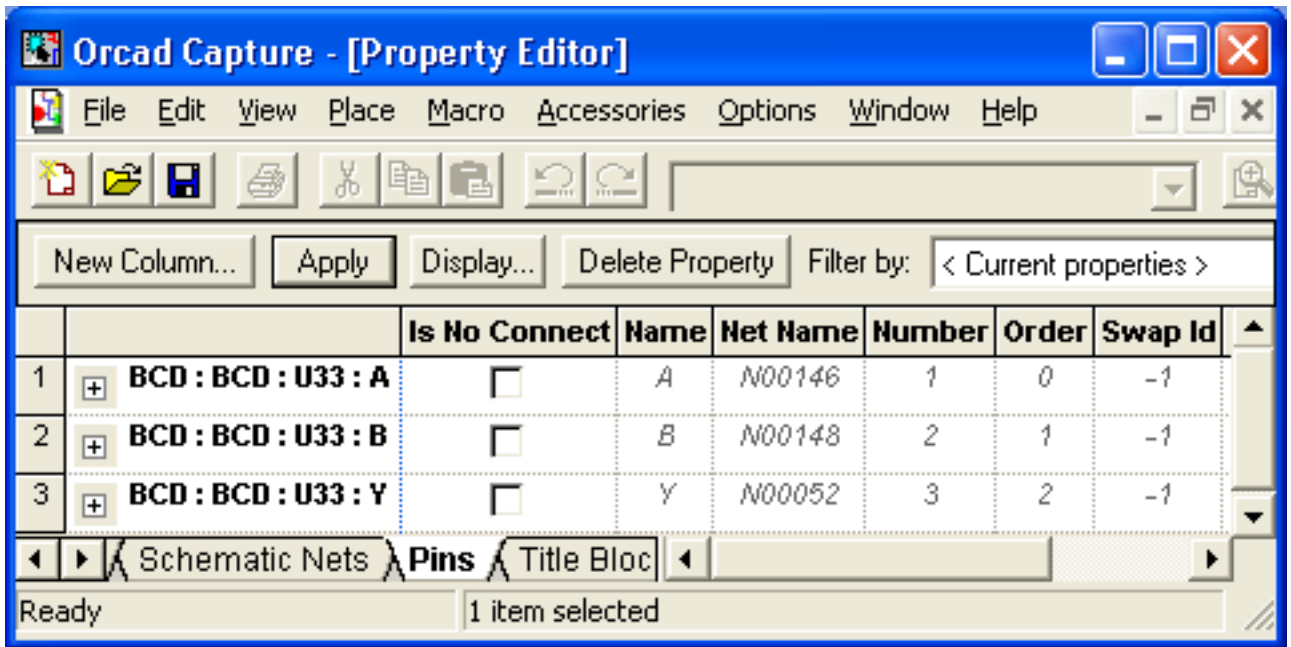 Orcad Capture - [Property Editor]
File Edit View Place Macro Accessories Options Window Help
New Column... Apply Display... Delete Property Filter by: < Current properties >
Is No Connect Name Net Name Number Order Swap Id
1 BCD : BCD : U33 : A A N00146 1 0 -1
2 BCD : BCD : U33 : B B N00148 2 1 -1
3 BCD : BCD : U33 : Y Y N00052 3 2 -1
Schematic Nets Pins Title Bloc
Ready 1 item selected